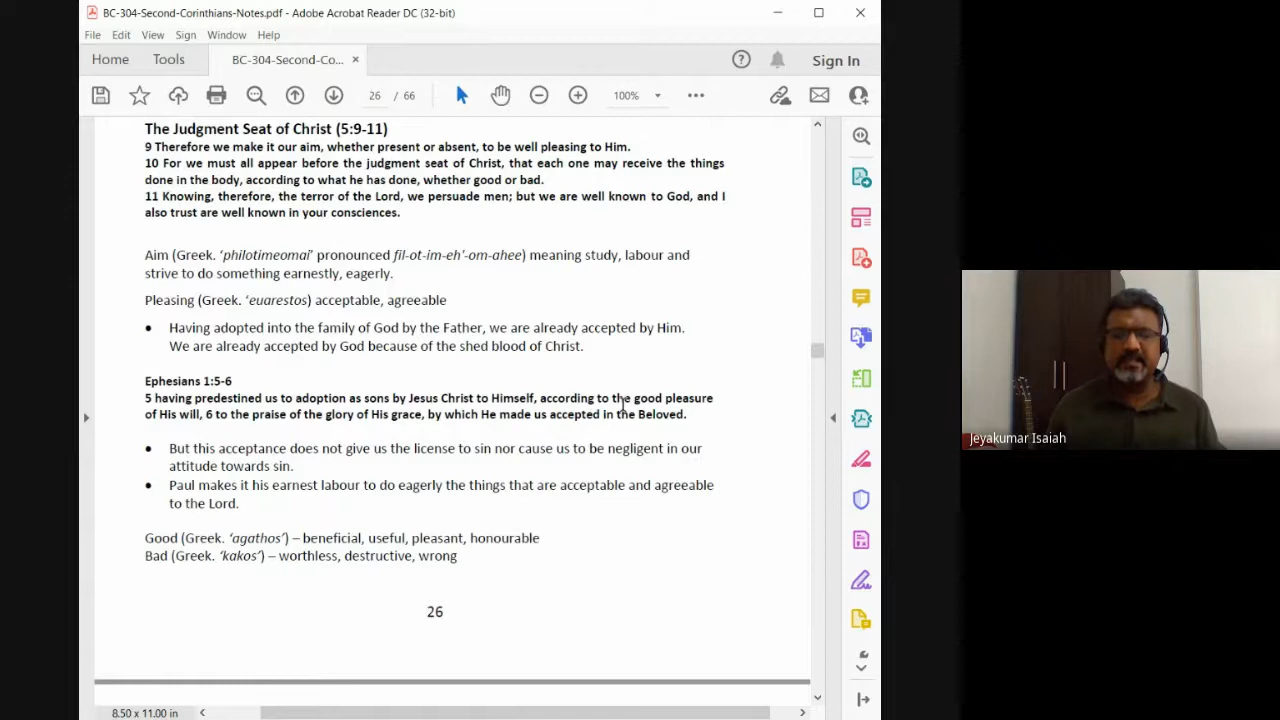 BC-304-Second-Corinthians-Notes.pdf - Adobe Acrobat Reader DC (32-bit)
File Edit View Sign Window Help
Home Tools BC-304-Second-Co... × Sign In
26 / 66 100%
The Judgment Seat of Christ (5:9-11)
9 Therefore we make it our aim, whether present or absent, to be well pleasing to Him.
10 For we must all appear before the judgment seat of Christ, that each one may receive the things
done in the body, according to what he has done, whether good or bad.
11 Knowing, therefore, the terror of the Lord, we persuade men; but we are well known to God, and I
also trust are well known in your consciences.
Aim (Greek. ‘philotimeomai’ pronounced fil-ot-im-eh’-om-ahee) meaning study, labour and
strive to do something earnestly, eagerly.
Pleasing (Greek. ‘euarestos) acceptable, agreeable
• Having adopted into the family of God by the Father, we are already accepted by Him.
We are already accepted by God because of the shed blood of Christ.
Ephesians 1:5-6
5 having predestined us to adoption as sons by Jesus Christ to Himself, according to the good pleasure
of His will, 6 to the praise of the glory of His grace, by which He made us accepted in the Beloved.
• But this acceptance does not give us the license to sin nor cause us to be negligent in our
attitude towards sin.
• Paul makes it his earnest labour to do eagerly the things that are acceptable and agreeable
to the Lord.
Good (Greek. ‘agathos’) – beneficial, useful, pleasant, honourable
Bad (Greek. ‘kakos’) – worthless, destructive, wrong
26
8.50 x 11.00 in
Jeyakumar Isaiah